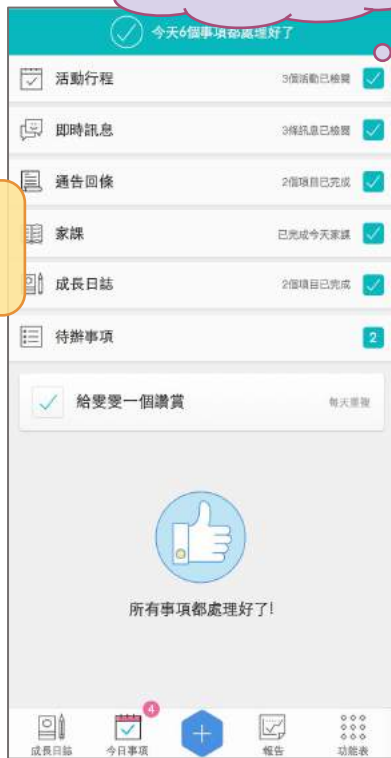 今天6個事項都處理好了
活動行程
3個活動已檢閱
即時訊息
3條訊息已檢閱
通告回條
2個項目已完成
家課
已完成今天家課
成長日誌
2個項目已完成
待辦事項
2
給雯雯一個讚賞
每天重複
所有事項都處理好了!
4
成長日誌
今日事項
報告
功能表